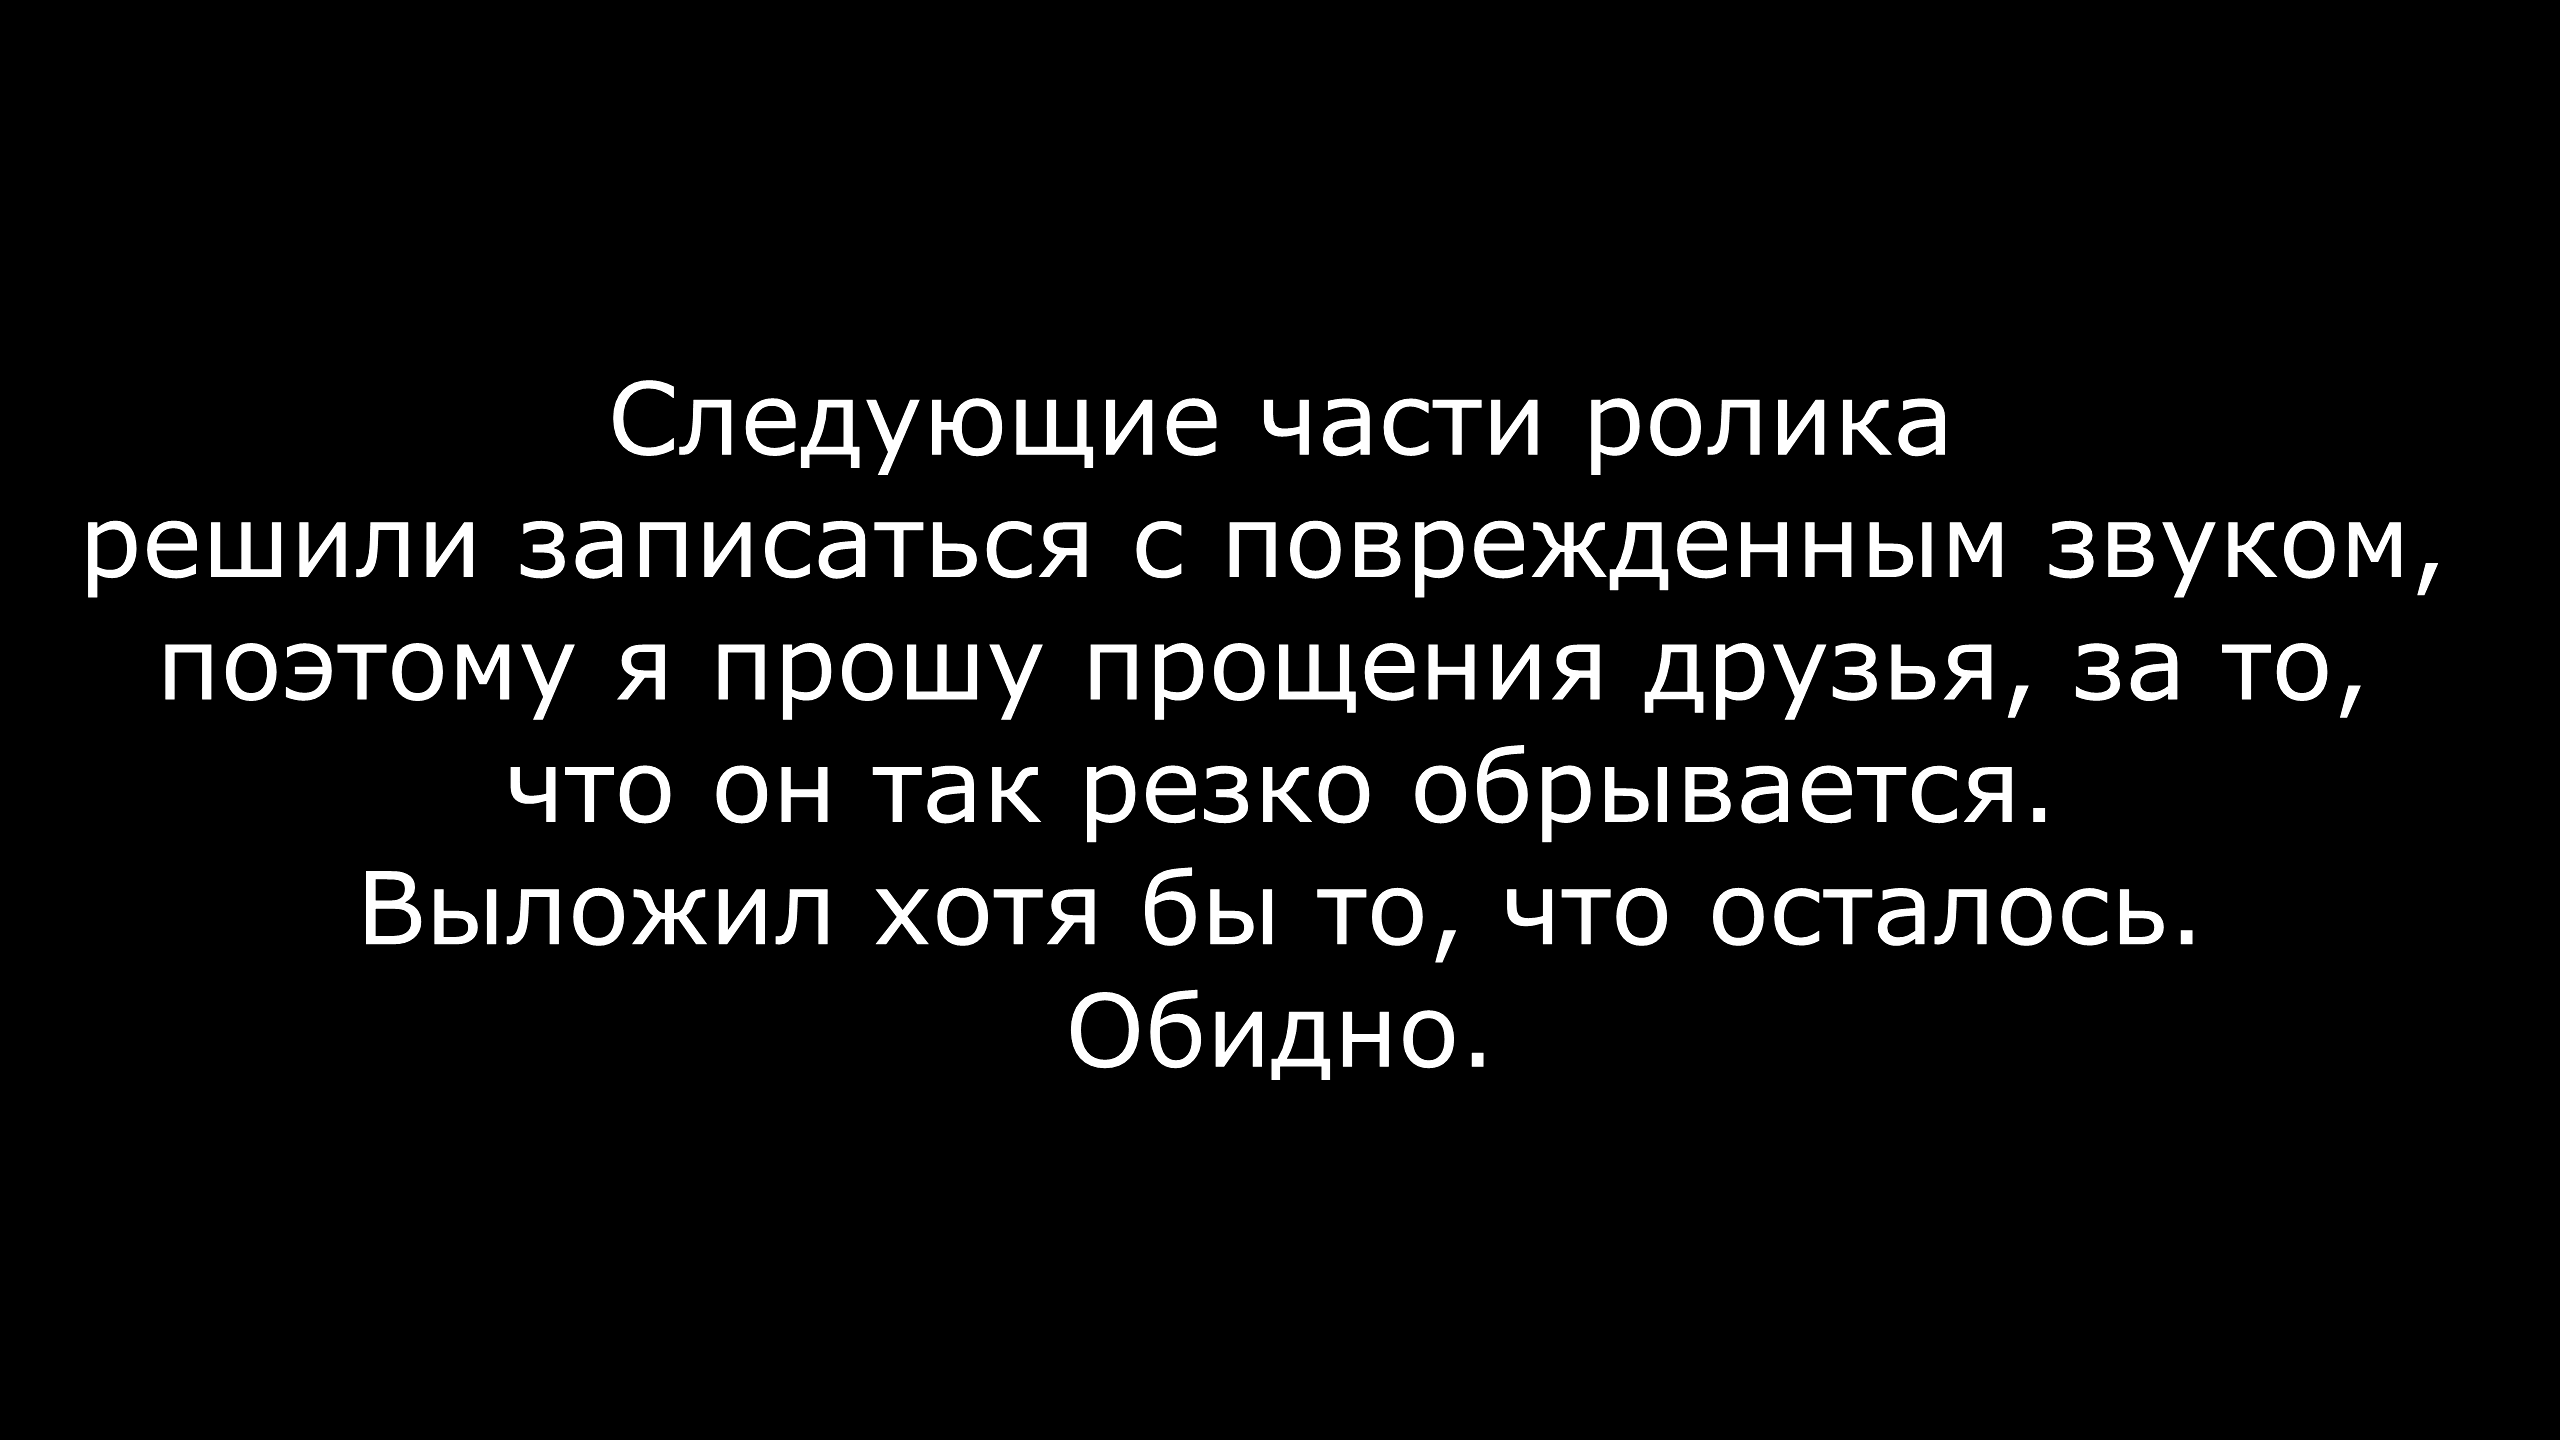 Следующие части ролика
решили записаться с поврежденным звуком,
поэтому я прошу прощения друзья, за то,
что он так резко обрывается.
Выложил хотя бы то, что осталось.
Обидно.